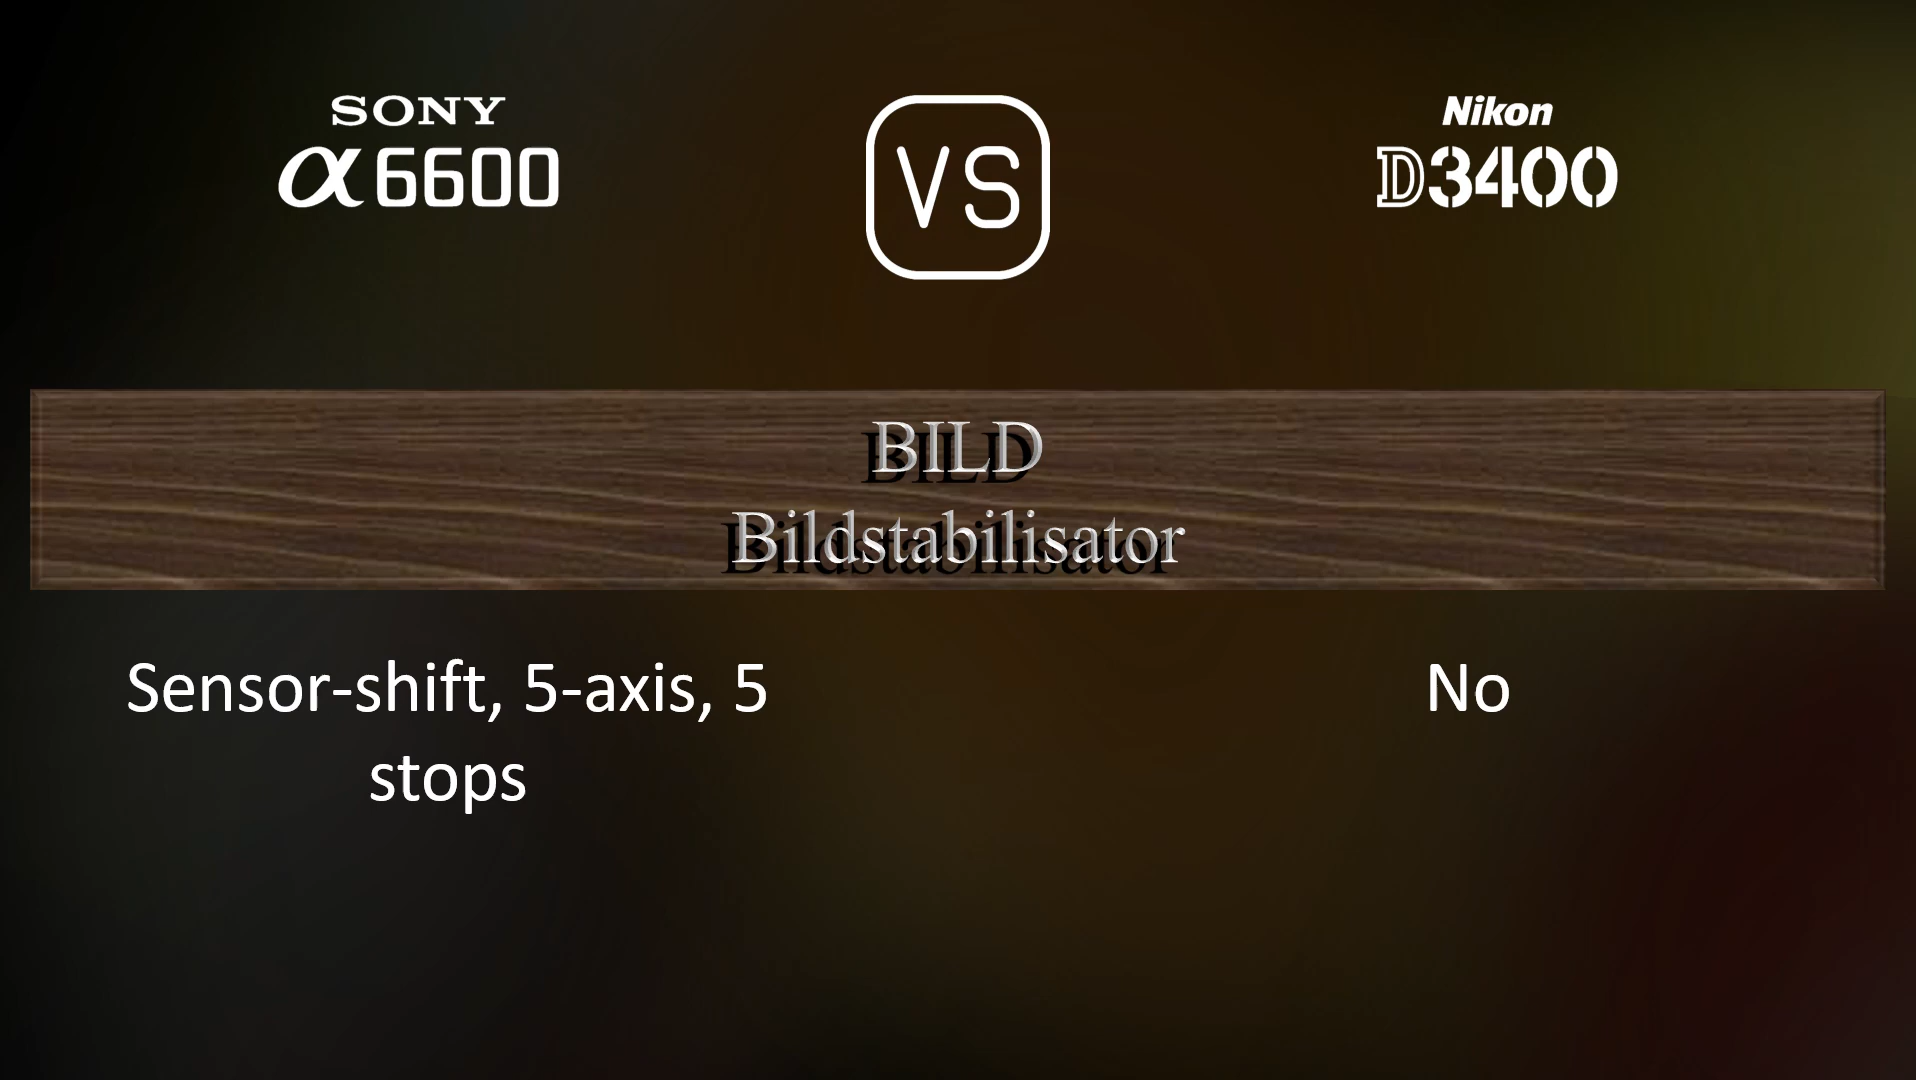 SONY
α6600
VS
Nikon
D3400
BILD
Bildstabilisator
Sensor-shift, 5-axis, 5
stops
No